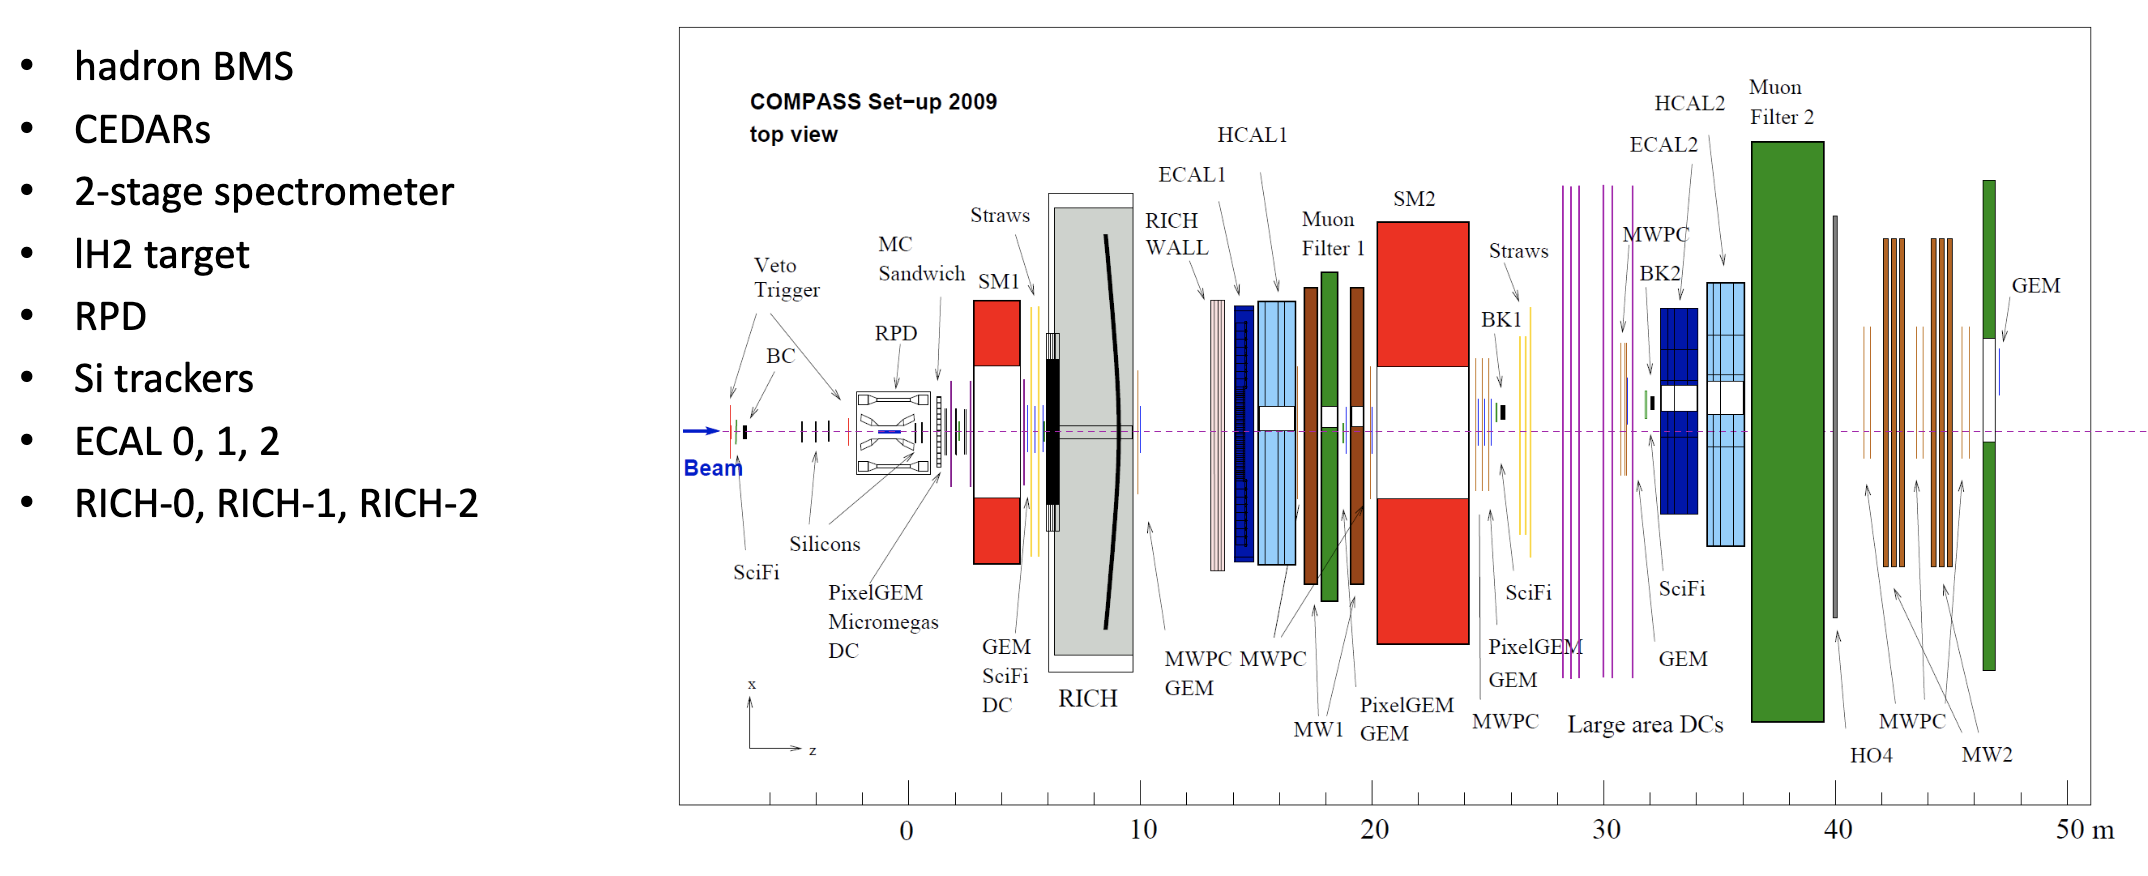 • hadron BMS
• CEDARs
• 2-stage spectrometer
• lH2 target
• RPD
• Si trackers
• ECAL 0, 1, 2
• RICH-0, RICH-1, RICH-2
COMPASS Set-up 2009
top view
Veto
Trigger
BC
RPD
MC
Sandwich
SM1
Straws
RICH
WALL
ECAL1
HCAL1
Muon
Filter 1
SM2
Straws
BK1
MWPC
BK2
ECAL2
HCAL2
Muon
Filter 2
GEM
Beam
SciFi
Silicons
PixelGEM
Micromegas
DC
GEM
SciFi
DC
RICH
MWPC
GEM
MWPC
MW1
PixelGEM
GEM
MWPC
PixelGEM
GEM
SciFi
Large area DCs
SciFi
GEM
HO4
MWPC
MW2
x
z
0 10 20 30 40 50 m